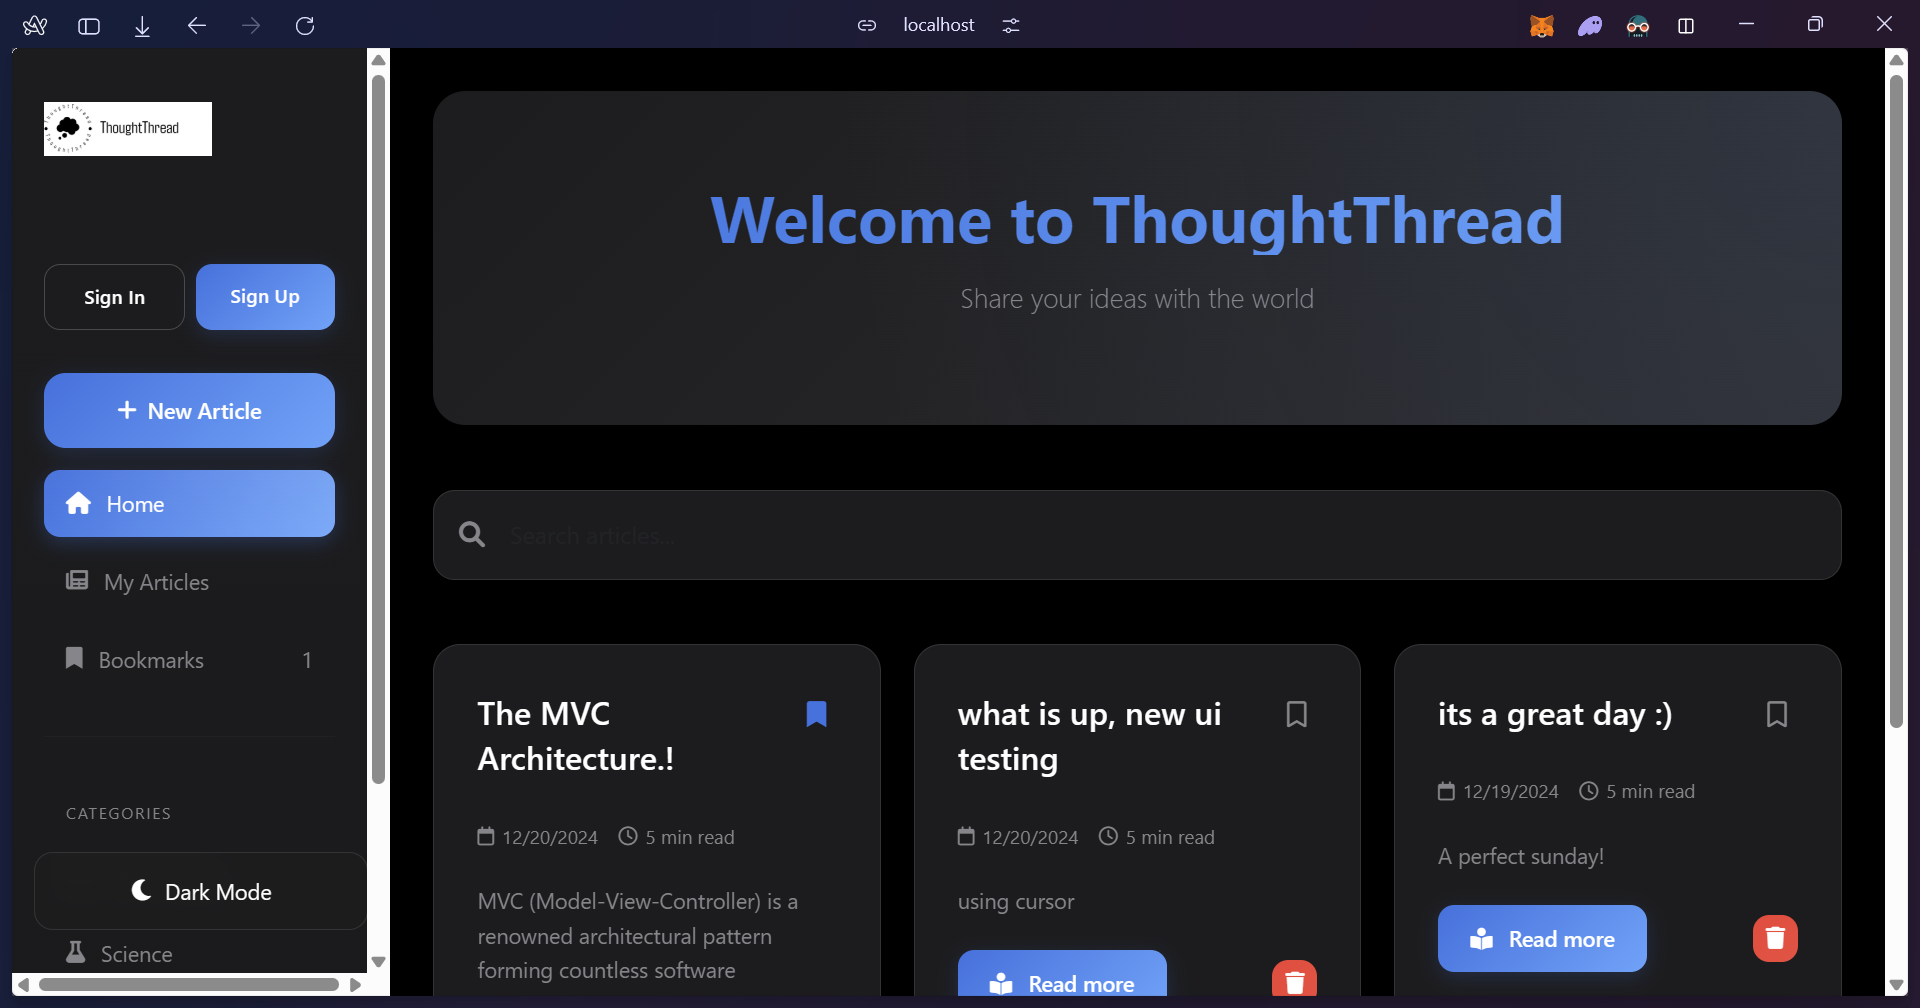 localhost
ThoughtThread
Sign In
Sign Up
New Article
Home
My Articles
Bookmarks 1
CATEGORIES
Dark Mode
Science
Welcome to ThoughtThread
Share your ideas with the world
Search articles...
The MVC
Architecture.!
12/20/2024 5 min read
MVC (Model-View-Controller) is a
renowned architectural pattern
forming countless software
what is up, new ui
testing
12/20/2024 5 min read
using cursor
Read more
its a great day :)
12/19/2024 5 min read
A perfect sunday!
Read more